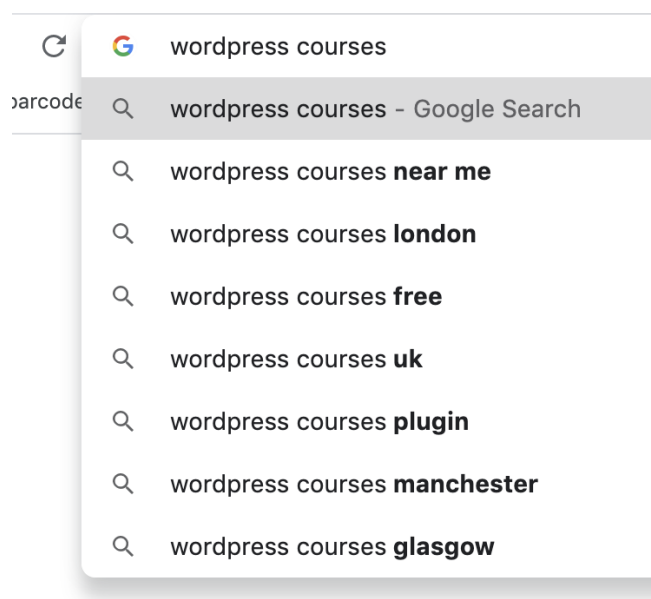 wordpress courses
wordpress courses - Google Search
wordpress courses near me
wordpress courses london
wordpress courses free
wordpress courses uk
wordpress courses plugin
wordpress courses manchester
wordpress courses glasgow